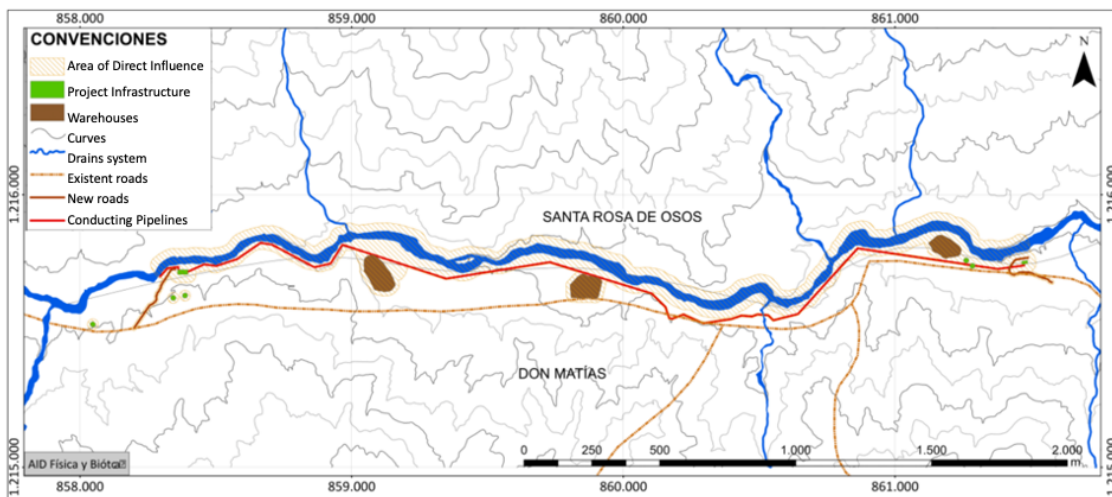 858.000 859.000 860.000 861.000
CONVENCIONES
Area of Direct Influence
Project Infrastructure
Warehouses
Curves
Drains system
Existent roads
New roads
Conducting Pipelines
N
1.216.000
1.216.000
SANTA ROSA DE OSOS
DON MATÍAS
1.215.000
1.215.000
0 250 500 1.000 1.500 2.000
m
AID Física y Biótica
858.000 859.000 860.000 861.000